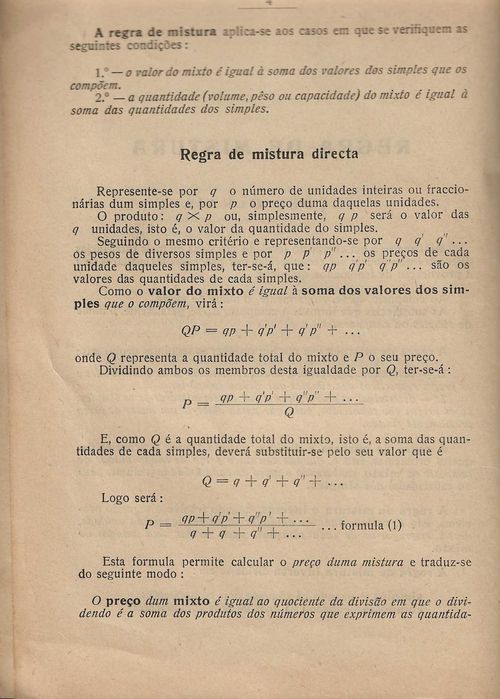 4
A regra de mistura aplica-se aos casos em que se verifiquem as
seguintes condições :
1.º — o valor do mixto é igual à soma dos valores dos simples que os
compõem.
2.º — a quantidade (volume, pêso ou capacidade) do mixto é igual à
soma das quantidades dos simples.
Regra de mistura directa
Represente-se por q o número de unidades inteiras ou fraccio-
nárias dum simples e, por p o preço duma daquelas unidades.
O produto : q × p ou, simplesmente, q p será o valor das
q unidades, isto é, o valor da quantidade do simples.
Seguindo o mesmo critério e representando-se por q q' q'' ...
os pesos de diversos simples e por p p' p'' ... os preços de cada
unidade daqueles simples, ter-se-á, que : qp q'p' q'p'' ... são os
valores das quantidades de cada simples.
Como o valor do mixto é igual à soma dos valores dos sim-
ples que o compõem, virá :
QP = qp + q'p' + q'p'' + ...
onde Q representa a quantidade total do mixto e P o seu preço.
Dividindo ambos os membros desta igualdade por Q, ter-se-á :
P = qp + q'p' + q''p'' + ...
Q
E, como Q é a quantidade total do mixto, isto é, a soma das quan-
tidades de cada simples, deverá substituir-se pelo seu valor que é
Q = q + q' + q'' + ...
Logo será :
P = qp + q'p' + q''p' + ... ... formula (1)
q + q + q'' + ...
Esta formula permite calcular o preço duma mistura e traduz-se
do seguinte modo :
O preço dum mixto é igual ao quociente da divisão em que o divi-
dendo é a soma dos produtos dos números que exprimem as quantida-